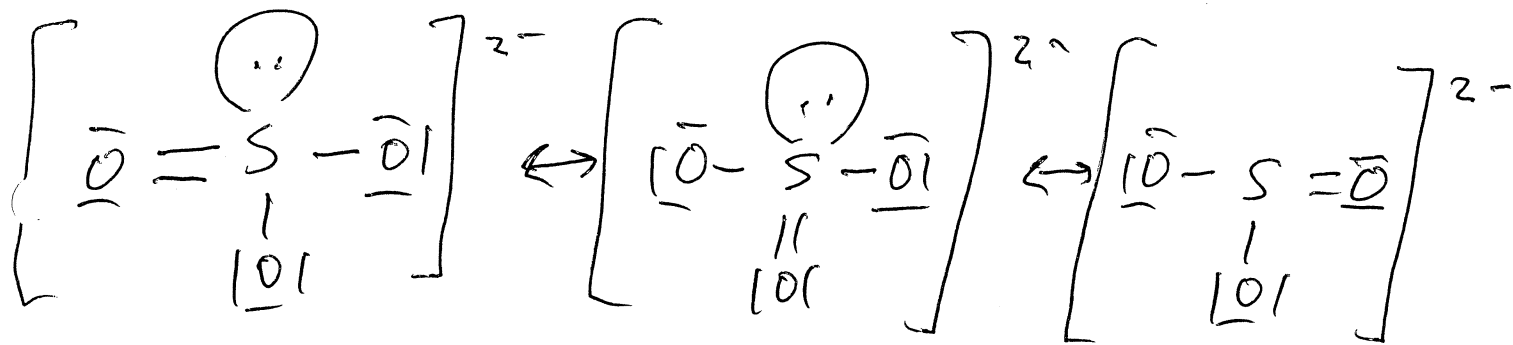 [O = S - O|]2- ↔ [|O - S - O|]2- ↔ [|O - S = O]2-
| || |
|O| |O| |O|